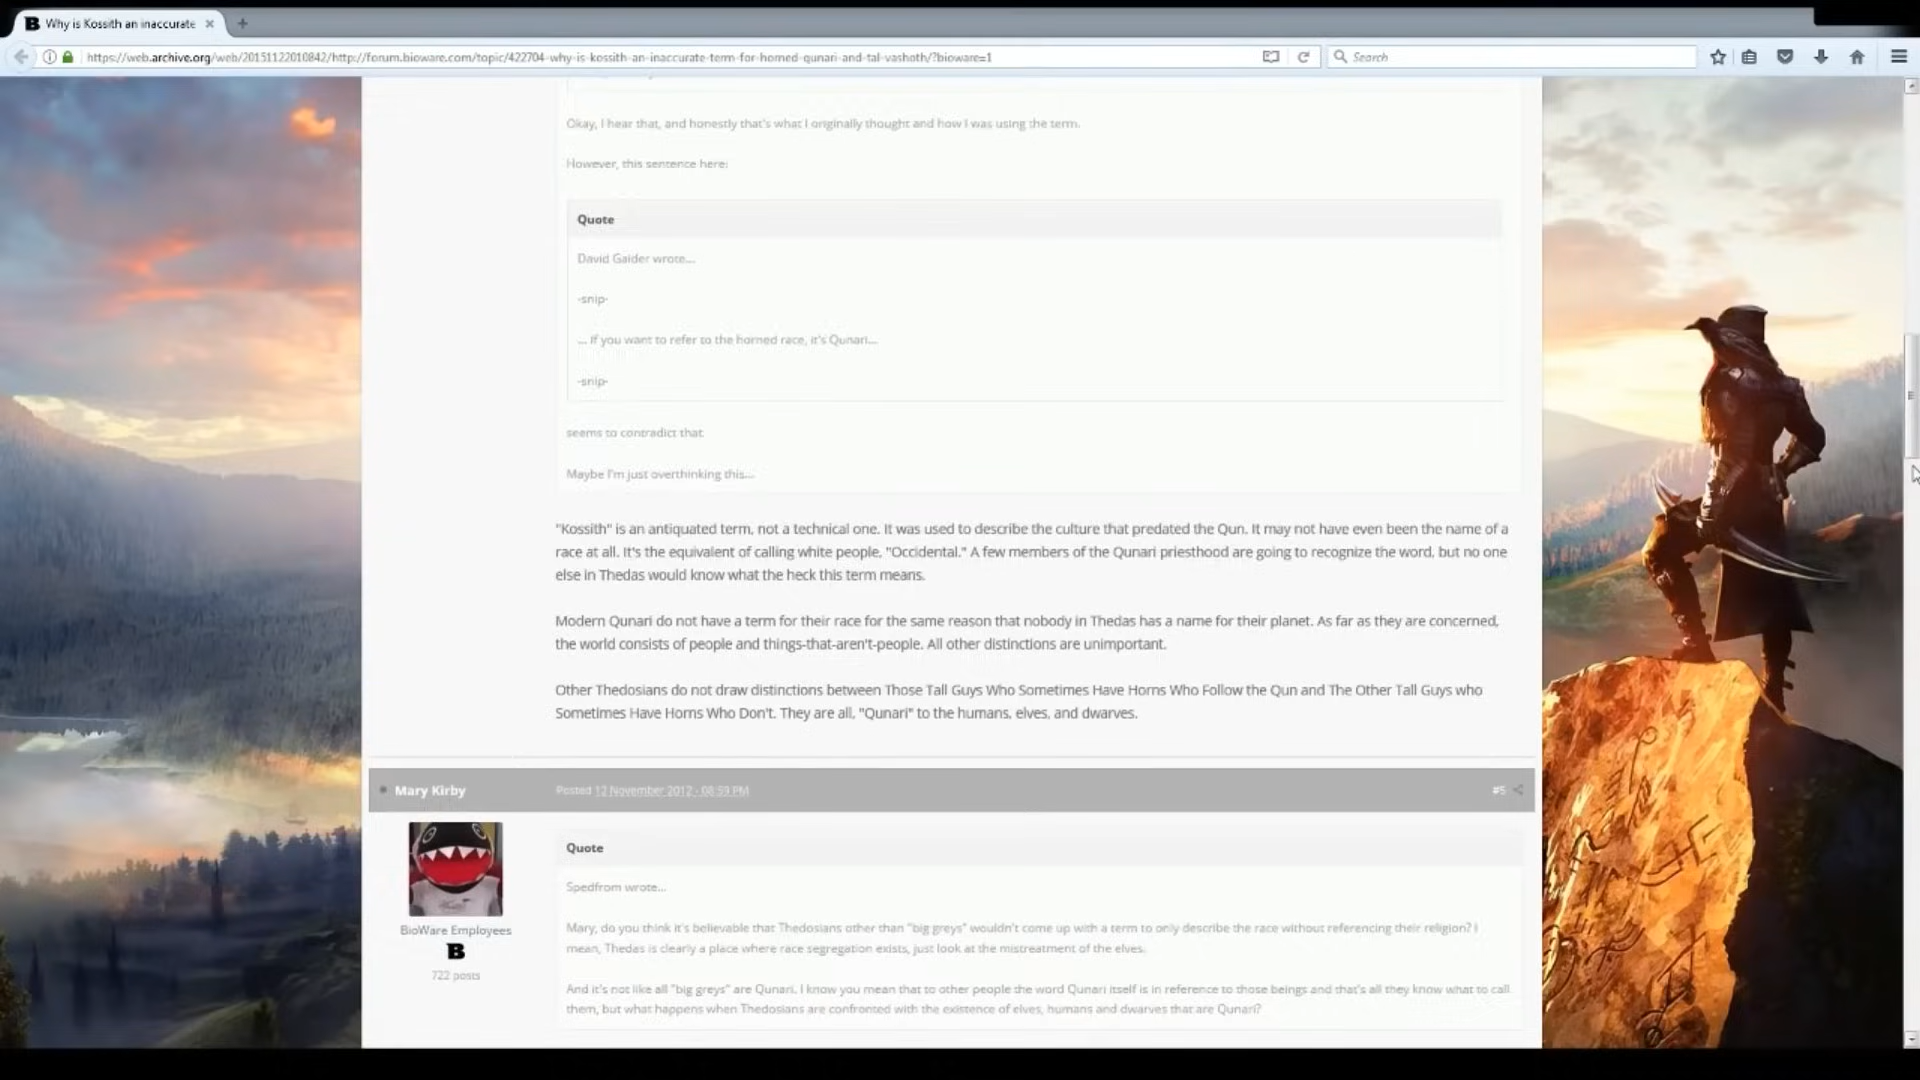 B Why is Kossith an inaccurate
https://web.archive.org/web/20151122010842/http://forum.bioware.com/topic/422704-why-is-kossith-an-inaccurate-term-for-horned-qunari-and-tal-vashoth/?bioware=1
Search
Okay, I hear that, and honestly that's what I originally thought and how I was using the term.
However, this sentence here:
Quote
David Gaider wrote...
-snip-
... if you want to refer to the horned race, it's Qunari...
-snip-
seems to contradict that
Maybe I'm just overthinking this...
"Kossith" is an antiquated term, not a technical one. It was used to describe the culture that predated the Qun. It may not have even been the name of a
race at all. It's the equivalent of calling white people, "Occidental." A few members of the Qunari priesthood are going to recognize the word, but no one
else in Thedas would know what the heck this term means.
Modern Qunari do not have a term for their race for the same reason that nobody in Thedas has a name for their planet. As far as they are concerned,
the world consists of people and things-that-aren't-people. All other distinctions are unimportant.
Other Thedosians do not draw distinctions between Those Tall Guys Who Sometimes Have Horns Who Follow the Qun and The Other Tall Guys who
Sometimes Have Horns Who Don't. They are all, "Qunari" to the humans, elves, and dwarves.
Mary Kirby
Posted 12 November 2012 - 08:59 PM
#5
Quote
Spedfrom wrote...
Mary, do you think it's believable that Thedosians other than "big greys" wouldn't come up with a term to only describe the race without referencing their religion? I
mean, Thedas is clearly a place where race segregation exists, just look at the mistreatment of the elves.
And it's not like all "big greys" are Qunari. I know you mean that to other people the word Qunari itself is in reference to those beings and that's all they know what to call
them, but what happens when Thedosians are confronted with the existence of elves, humans and dwarves that are Qunari?
BioWare Employees
B
722 posts